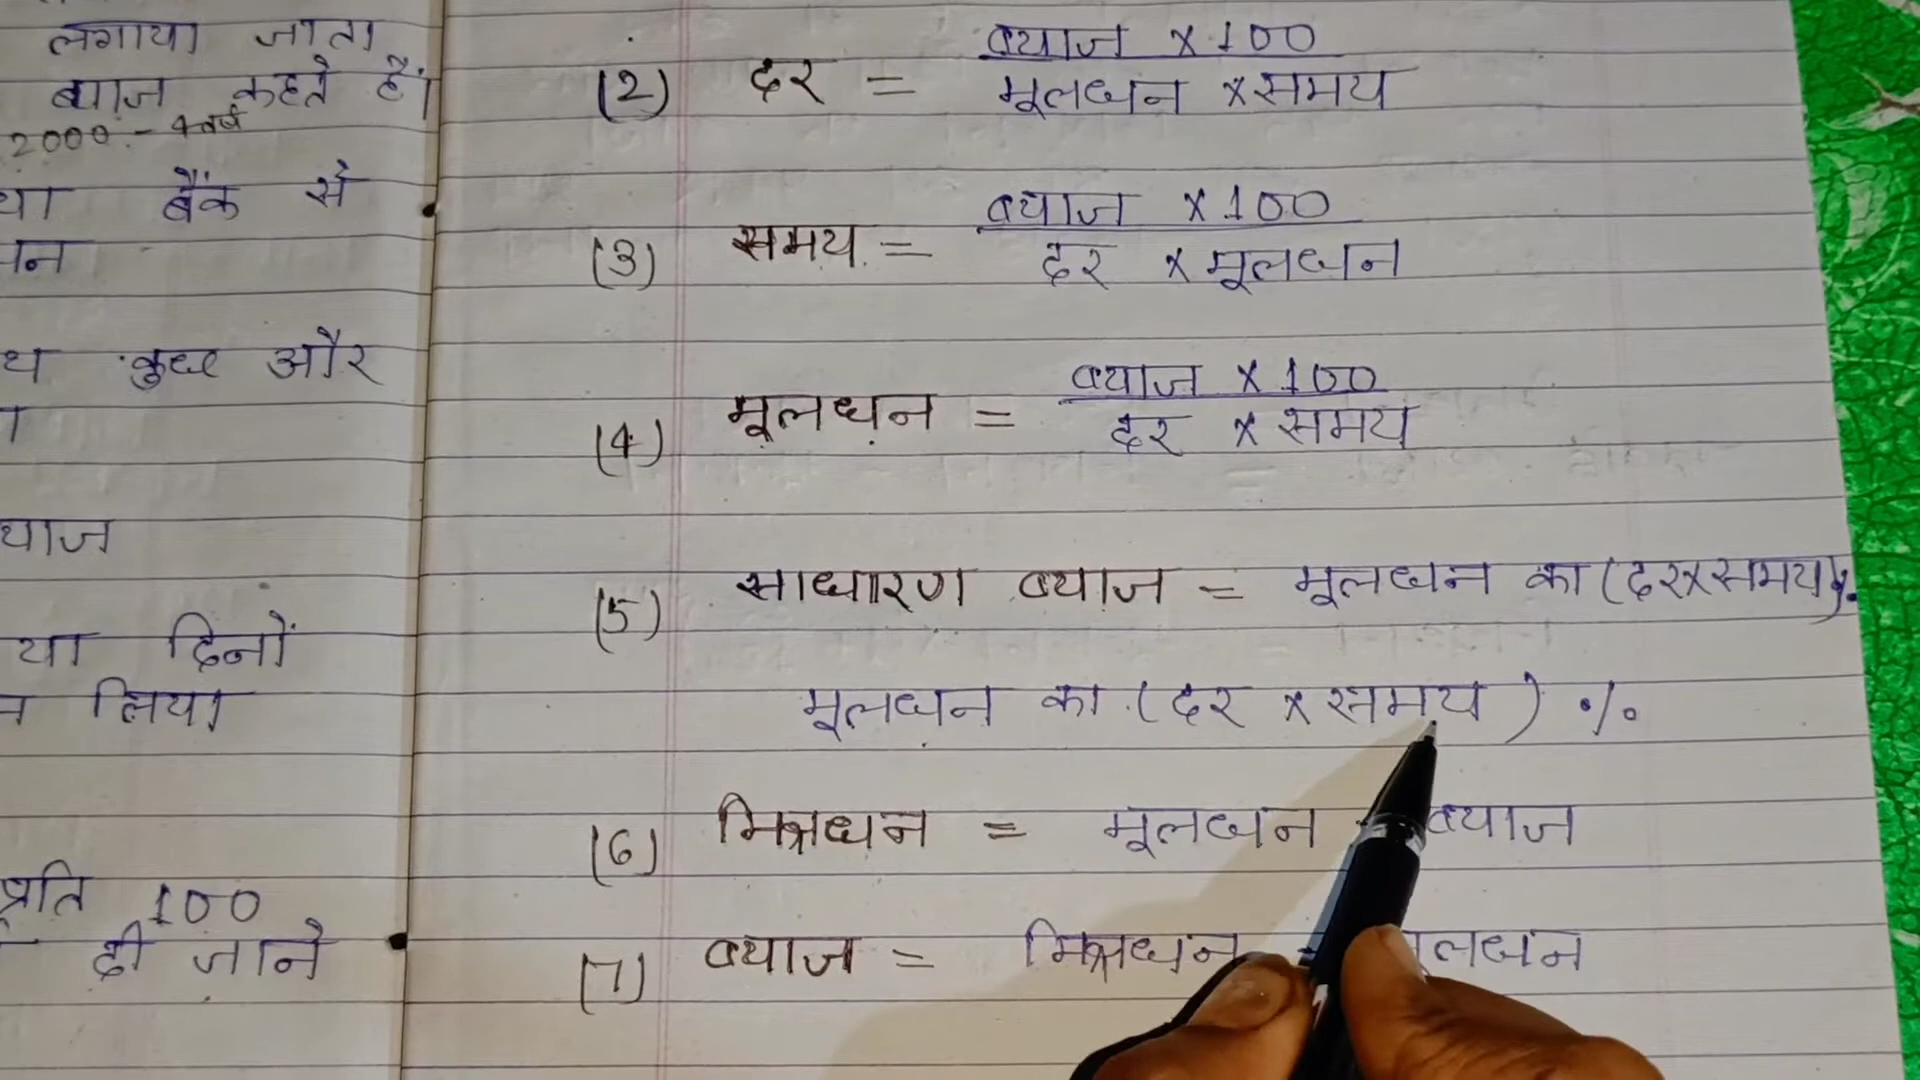 लगाया जाता
ब्याज कहते हैं।
2000 - 4 वर्ष
या बैंक से
कुछ और
याज
या दिनों
लिया
प्रति 100
दी जाने
(2) दर = ब्याज × 100
मूलधन × समय
(3) समय = ब्याज × 100
दर × मूलधन
(4) मूलधन = ब्याज × 100
दर × समय
(5) साधारण ब्याज = मूलधन का (दर × समय)%
मूलधन का (दर × समय) %
(6) मिश्रधन = मूलधन ब्याज
(7) ब्याज = मिश्रधन - मूलधन